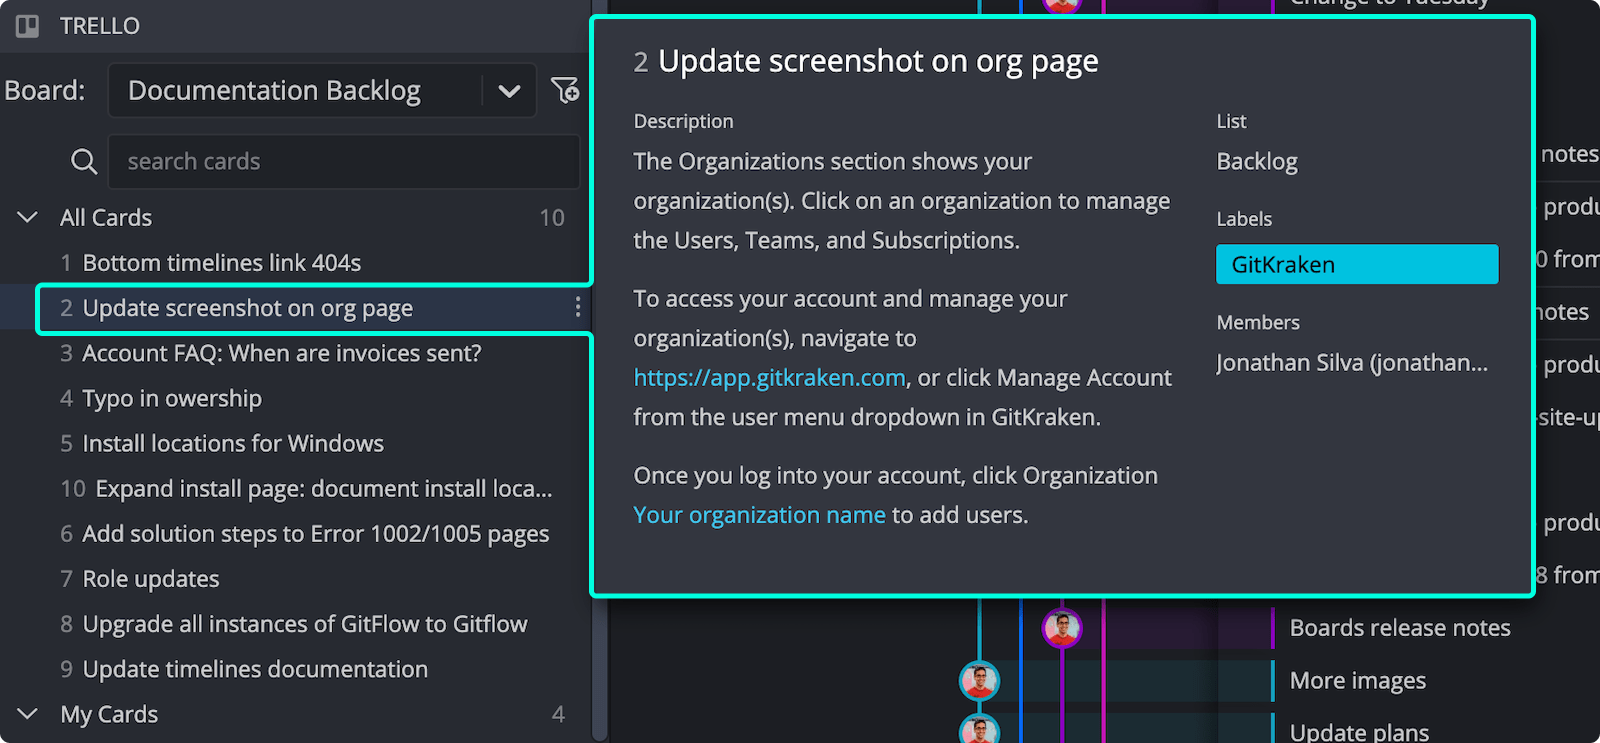 TRELLO
Board:
Documentation Backlog
search cards
All Cards
10
1 Bottom timelines link 404s
2 Update screenshot on org page
3 Account FAQ: When are invoices sent?
4 Typo in owership
5 Install locations for Windows
10 Expand install page: document install loca...
6 Add solution steps to Error 1002/1005 pages
7 Role updates
8 Upgrade all instances of GitFlow to Gitflow
9 Update timelines documentation
My Cards
4
2 Update screenshot on org page
Description
The Organizations section shows your
organization(s). Click on an organization to manage
the Users, Teams, and Subscriptions.
To access your account and manage your
organization(s), navigate to
https://app.gitkraken.com, or click Manage Account
from the user menu dropdown in GitKraken.
Once you log into your account, click Organization
Your organization name to add users.
List
Backlog
Labels
GitKraken
Members
Jonathan Silva (jonathan...
Change to Tuesday
notes
0 from
notes
-site-up
8 from
Boards release notes
More images
Update plans